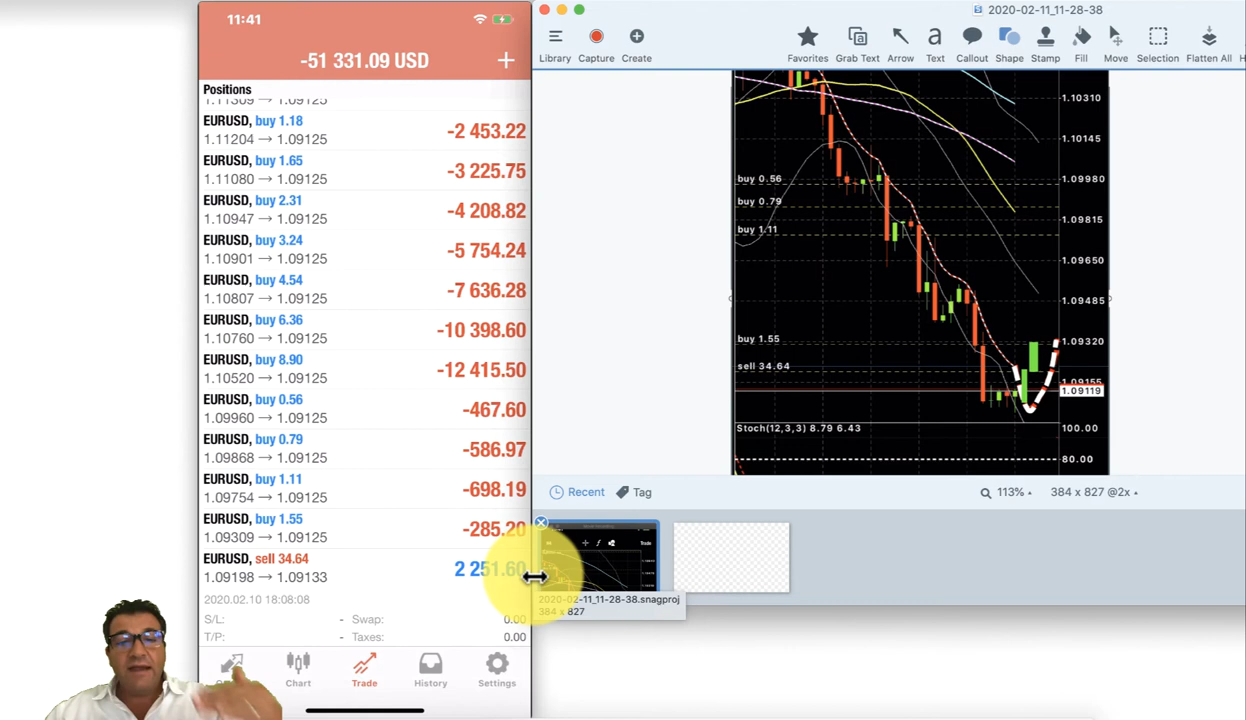 11:41
-51 331.09 USD
Positions
1.11309 → 1.09125
EURUSD, buy 1.18
1.11204 → 1.09125
-2 453.22
EURUSD, buy 1.65
1.11080 → 1.09125
-3 225.75
EURUSD, buy 2.31
1.10947 → 1.09125
-4 208.82
EURUSD, buy 3.24
1.10901 → 1.09125
-5 754.24
EURUSD, buy 4.54
1.10807 → 1.09125
-7 636.28
EURUSD, buy 6.36
1.10760 → 1.09125
-10 398.60
EURUSD, buy 8.90
1.10520 → 1.09125
-12 415.50
EURUSD, buy 0.56
1.09960 → 1.09125
-467.60
EURUSD, buy 0.79
1.09868 → 1.09125
-586.97
EURUSD, buy 1.11
1.09754 → 1.09125
-698.19
EURUSD, buy 1.55
1.09309 → 1.09125
-285.20
EURUSD, sell 34.64
1.09198 → 1.09133
2 251.60
2020.02.10 18:08:08
S/L: - Swap: 0.00
T/P: - Taxes: 0.00
Chart Trade History Settings
2020-02-11_11-28-38
Library Capture Create Favorites Grab Text Arrow Text Callout Shape Stamp Fill Move Selection Flatten All
1.10310
1.10145
buy 0.56 1.09980
buy 0.79 1.09815
buy 1.11
1.09650
1.09485
buy 1.55 1.09320
sell 34.64
1.09155
1.09119
Stoch(12,3,3) 8.79 6.43 100.00
80.00
Recent Tag 113% 384 x 827 @2x
Trade
2020-02-11_11-28-38.snagproj
384 x 827